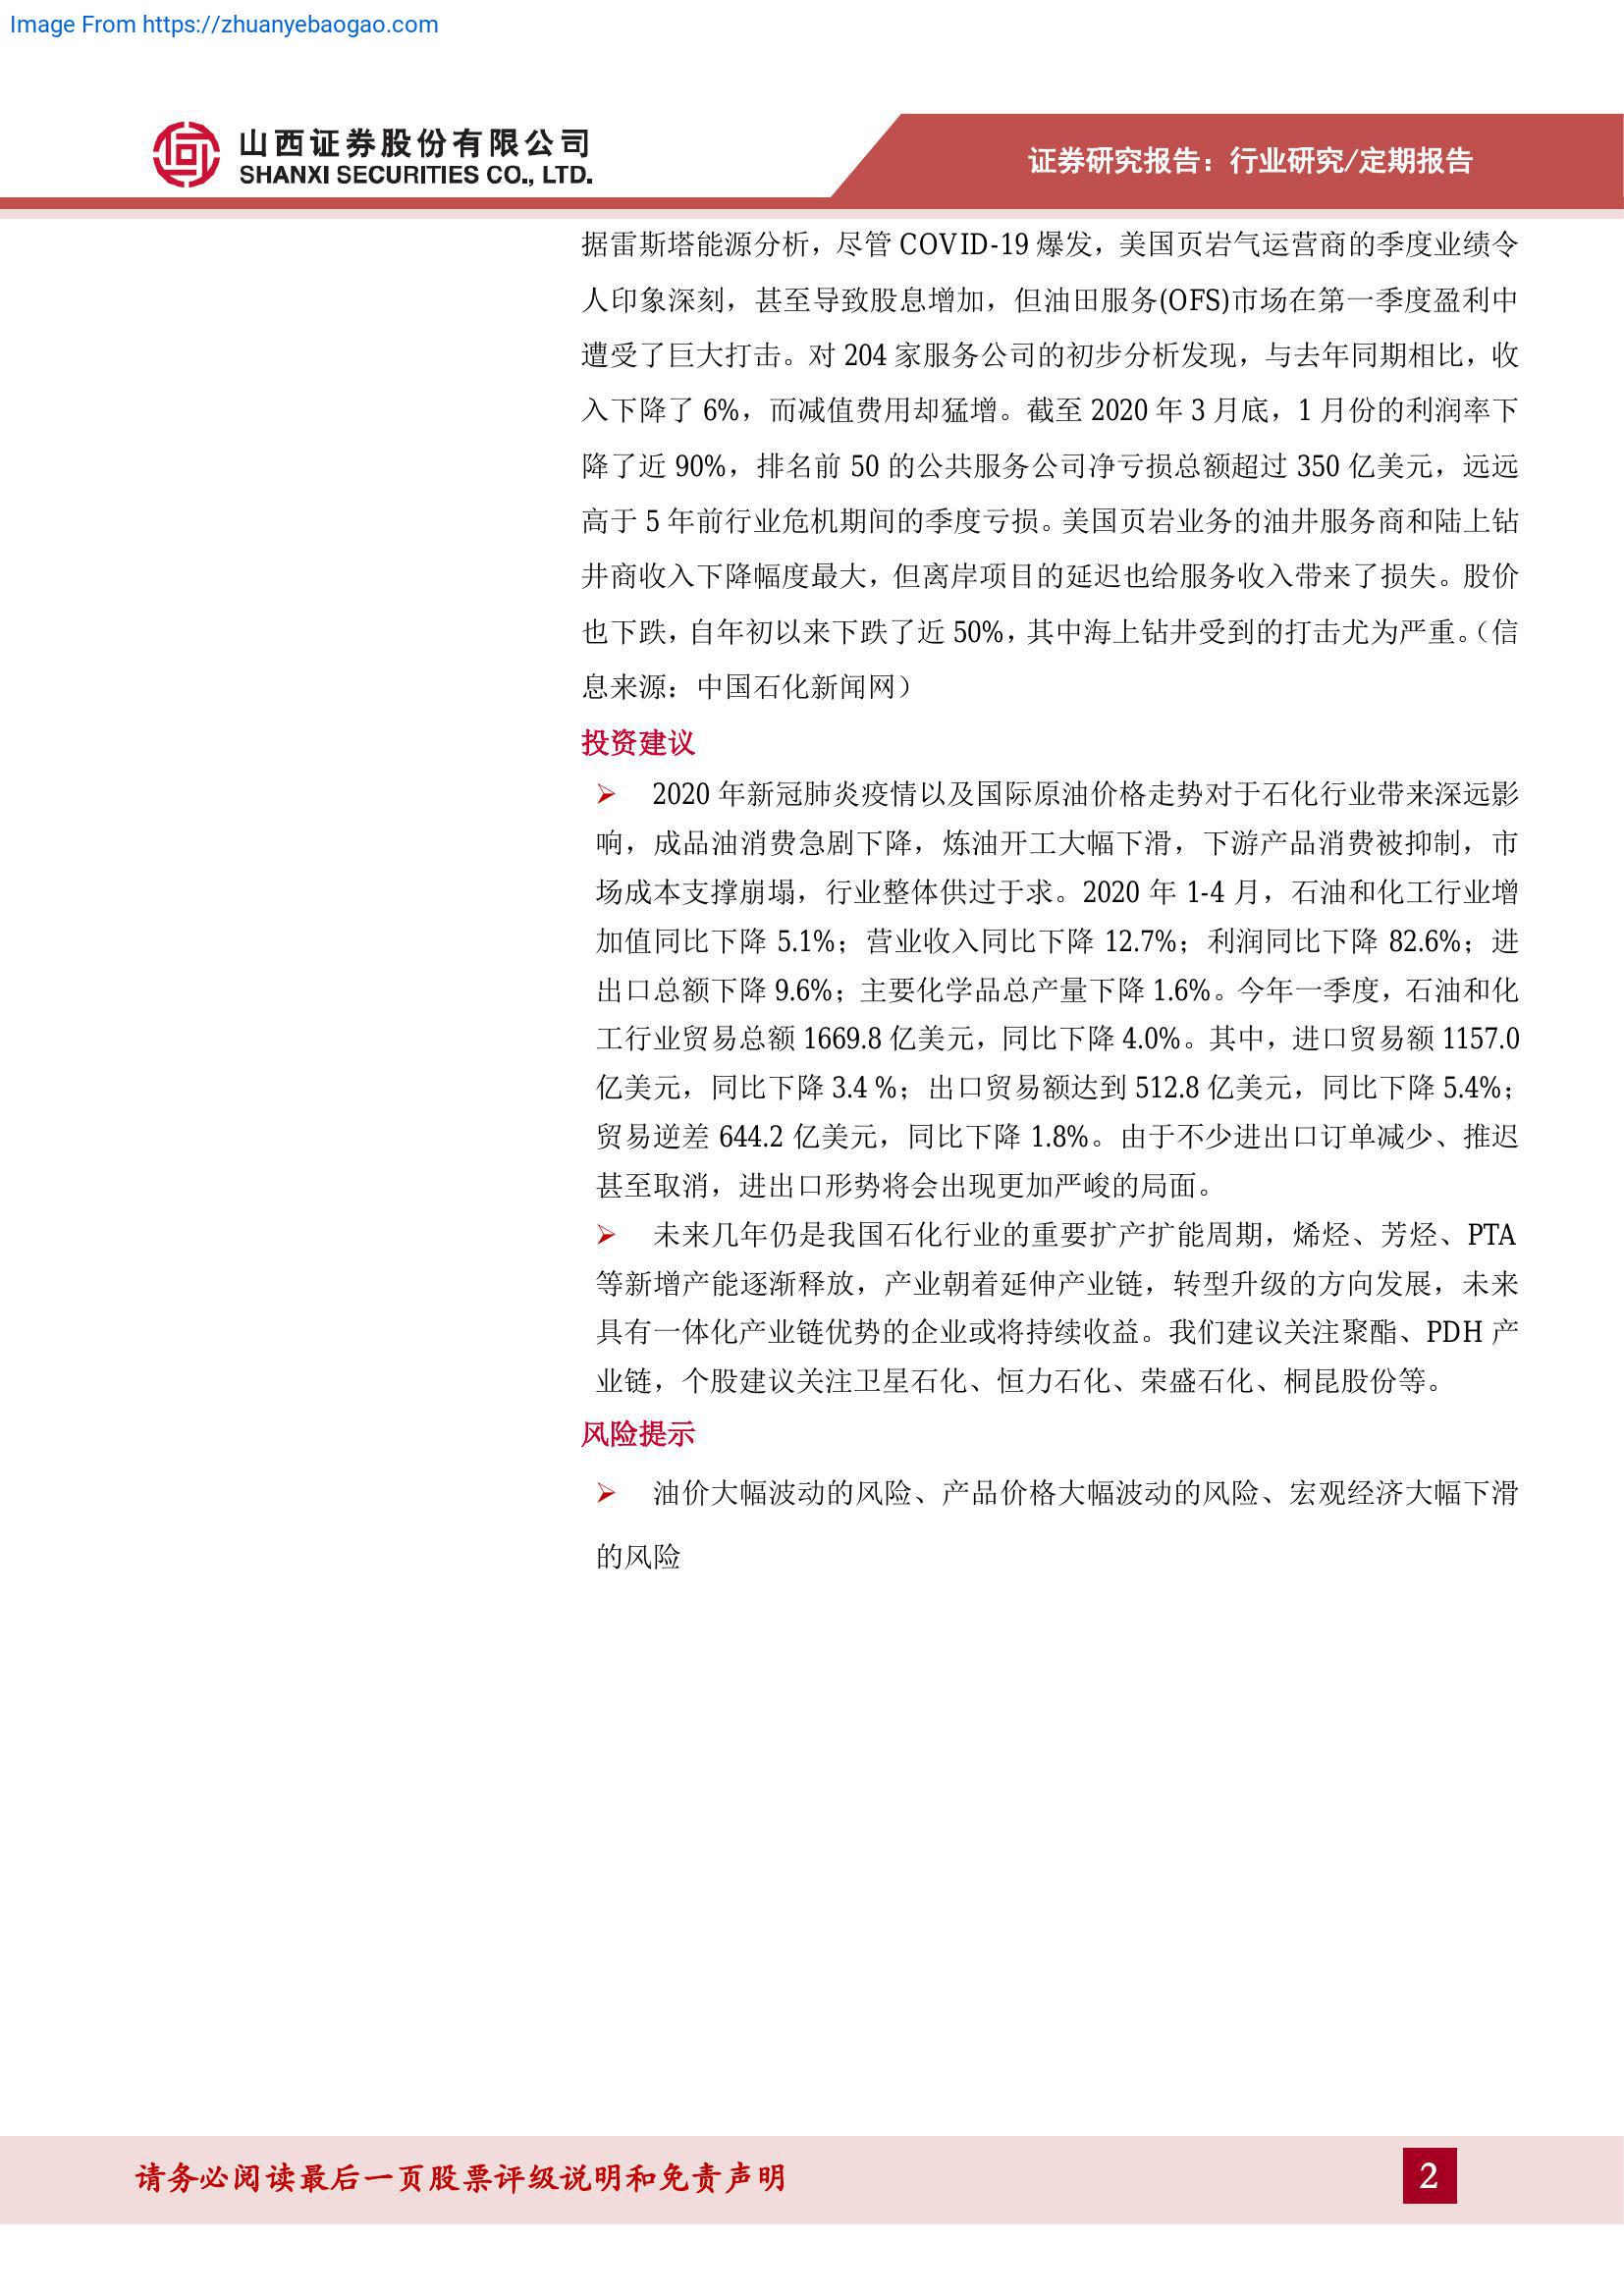 Image From https://zhuanyebaogao.com
山西证券股份有限公司
SHANXI SECURITIES CO., LTD.
证券研究报告：行业研究/定期报告
据雷斯塔能源分析，尽管 COVID-19 爆发，美国页岩气运营商的季度业绩令
人印象深刻，甚至导致股息增加，但油田服务(OFS)市场在第一季度盈利中
遭受了巨大打击。对 204 家服务公司的初步分析发现，与去年同期相比，收
入下降了 6%，而减值费用却猛增。截至 2020 年 3 月底，1 月份的利润率下
降了近 90%，排名前 50 的公共服务公司净亏损总额超过 350 亿美元，远远
高于 5 年前行业危机期间的季度亏损。美国页岩业务的油井服务商和陆上钻
井商收入下降幅度最大，但离岸项目的延迟也给服务收入带来了损失。股价
也下跌，自年初以来下跌了近 50%，其中海上钻井受到的打击尤为严重。（信
息来源：中国石化新闻网）
投资建议
➢ 2020 年新冠肺炎疫情以及国际原油价格走势对于石化行业带来深远影
响，成品油消费急剧下降，炼油开工大幅下滑，下游产品消费被抑制，市
场成本支撑崩塌，行业整体供过于求。2020 年 1-4 月，石油和化工行业增
加值同比下降 5.1%；营业收入同比下降 12.7%；利润同比下降 82.6%；进
出口总额下降 9.6%；主要化学品总产量下降 1.6%。今年一季度，石油和化
工行业贸易总额 1669.8 亿美元，同比下降 4.0%。其中，进口贸易额 1157.0
亿美元，同比下降 3.4 %；出口贸易额达到 512.8 亿美元，同比下降 5.4%；
贸易逆差 644.2 亿美元，同比下降 1.8%。由于不少进出口订单减少、推迟
甚至取消，进出口形势将会出现更加严峻的局面。
➢ 未来几年仍是我国石化行业的重要扩产扩能周期，烯烃、芳烃、PTA
等新增产能逐渐释放，产业朝着延伸产业链，转型升级的方向发展，未来
具有一体化产业链优势的企业或将持续收益。我们建议关注聚酯、PDH 产
业链，个股建议关注卫星石化、恒力石化、荣盛石化、桐昆股份等。
风险提示
➢ 油价大幅波动的风险、产品价格大幅波动的风险、宏观经济大幅下滑
的风险
请务必阅读最后一页股票评级说明和免责声明
2